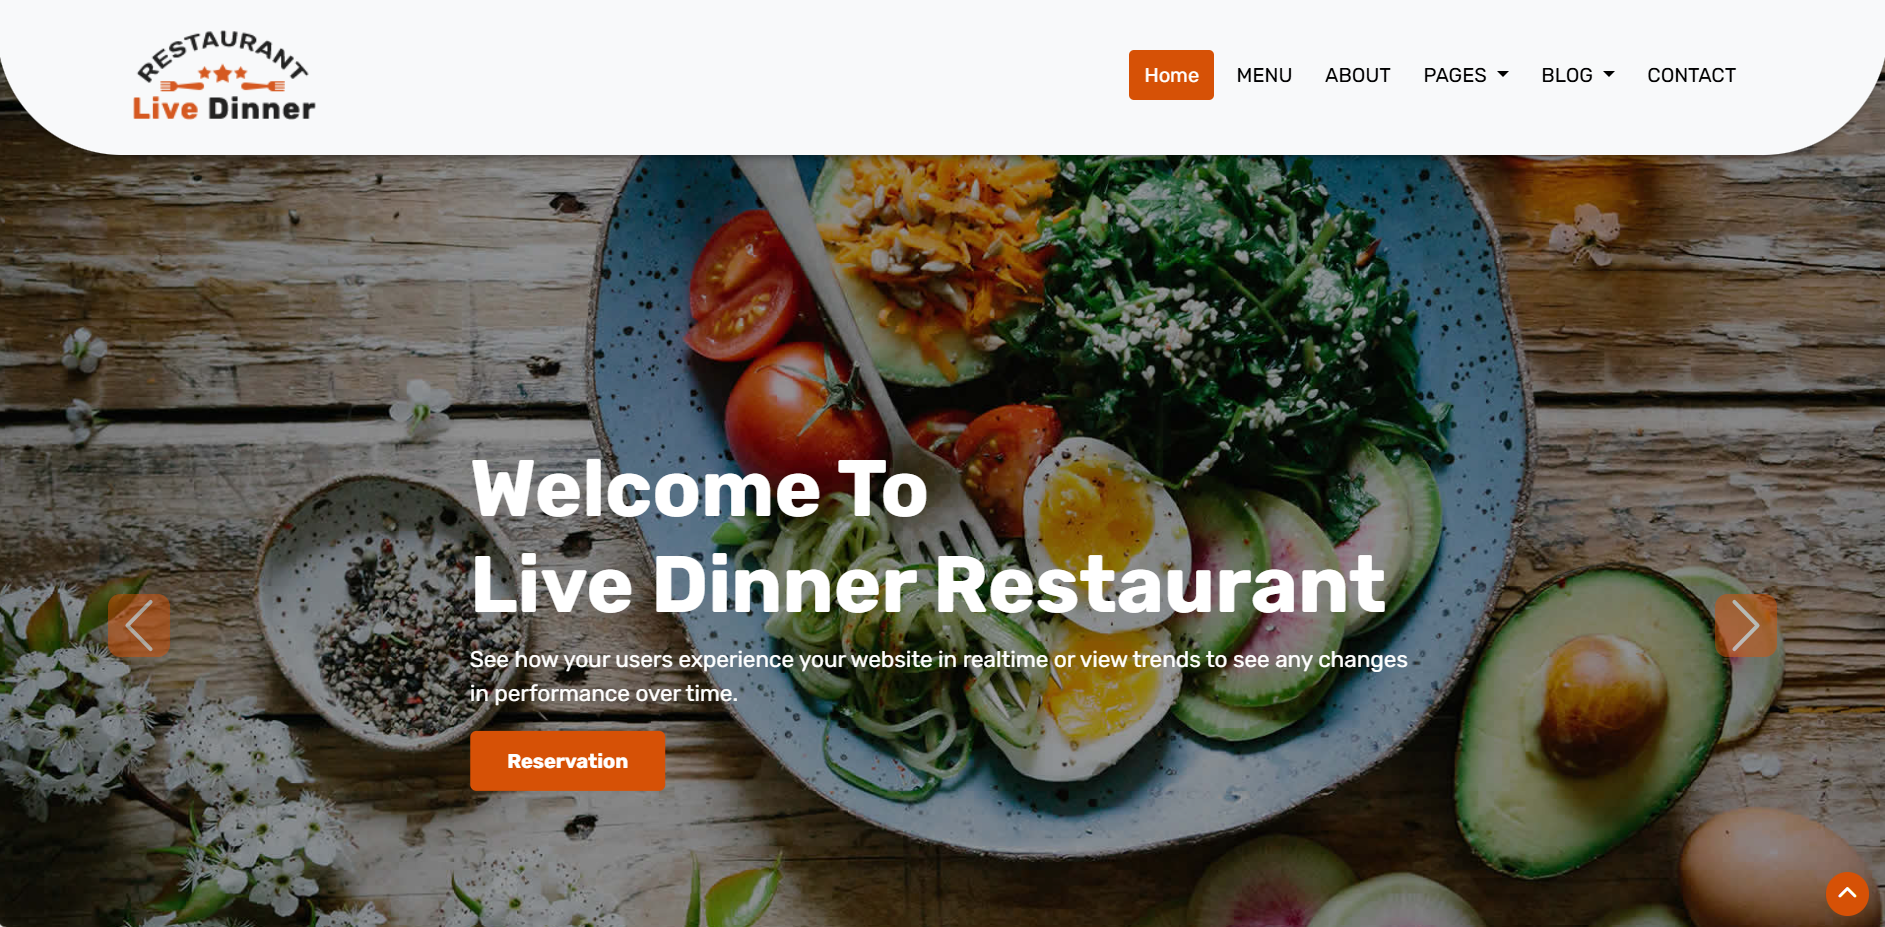 RESTAURANT
Live Dinner
Home MENU ABOUT PAGES BLOG CONTACT
Welcome To
Live Dinner Restaurant
See how your users experience your website in realtime or view trends to see any changes
in performance over time.
Reservation